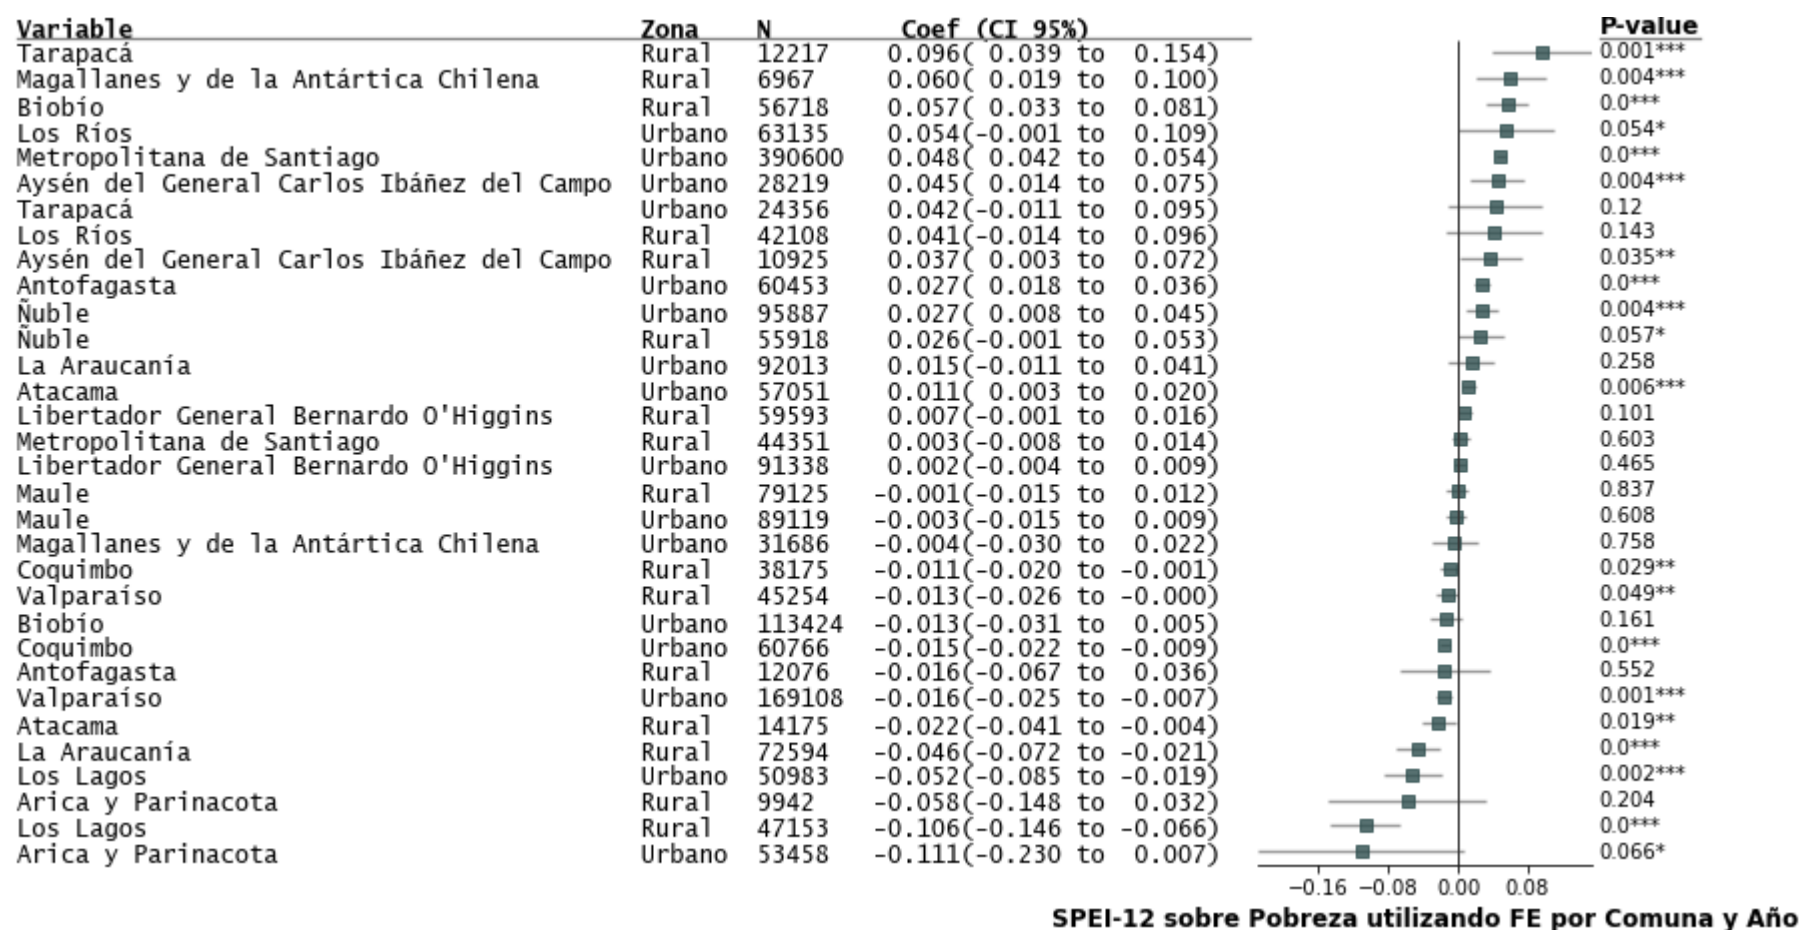 Variable Zona N Coef (CI 95%) P-value
Tarapacá Rural 12217 0.096( 0.039 to 0.154) 0.001***
Magallanes y de la Antártica Chilena Rural 6967 0.060( 0.019 to 0.100) 0.004***
Biobío Rural 56718 0.057( 0.033 to 0.081) 0.0***
Los Ríos Urbano 63135 0.054(-0.001 to 0.109) 0.054*
Metropolitana de Santiago Urbano 390600 0.048( 0.042 to 0.054) 0.0***
Aysén del General Carlos Ibáñez del Campo Urbano 28219 0.045( 0.014 to 0.075) 0.004***
Tarapacá Urbano 24356 0.042(-0.011 to 0.095) 0.12
Los Ríos Rural 42108 0.041(-0.014 to 0.096) 0.143
Aysén del General Carlos Ibáñez del Campo Rural 10925 0.037( 0.003 to 0.072) 0.035**
Antofagasta Urbano 60453 0.027( 0.018 to 0.036) 0.0***
Ñuble Urbano 95887 0.027( 0.008 to 0.045) 0.004***
Ñuble Rural 55918 0.026(-0.001 to 0.053) 0.057*
La Araucanía Urbano 92013 0.015(-0.011 to 0.041) 0.258
Atacama Urbano 57051 0.011( 0.003 to 0.020) 0.006***
Libertador General Bernardo O'Higgins Rural 59593 0.007(-0.001 to 0.016) 0.101
Metropolitana de Santiago Rural 44351 0.003(-0.008 to 0.014) 0.603
Libertador General Bernardo O'Higgins Urbano 91338 0.002(-0.004 to 0.009) 0.465
Maule Rural 79125 -0.001(-0.015 to 0.012) 0.837
Maule Urbano 89119 -0.003(-0.015 to 0.009) 0.608
Magallanes y de la Antártica Chilena Urbano 31686 -0.004(-0.030 to 0.022) 0.758
Coquimbo Rural 38175 -0.011(-0.020 to -0.001) 0.029**
Valparaíso Rural 45254 -0.013(-0.026 to -0.000) 0.049**
Biobío Urbano 113424 -0.013(-0.031 to 0.005) 0.161
Coquimbo Urbano 60766 -0.015(-0.022 to -0.009) 0.0***
Antofagasta Rural 12076 -0.016(-0.067 to 0.036) 0.552
Valparaíso Urbano 169108 -0.016(-0.025 to -0.007) 0.001***
Atacama Rural 14175 -0.022(-0.041 to -0.004) 0.019**
La Araucanía Rural 72594 -0.046(-0.072 to -0.021) 0.0***
Los Lagos Urbano 50983 -0.052(-0.085 to -0.019) 0.002***
Arica y Parinacota Rural 9942 -0.058(-0.148 to 0.032) 0.204
Los Lagos Rural 47153 -0.106(-0.146 to -0.066) 0.0***
Arica y Parinacota Urbano 53458 -0.111(-0.230 to 0.007) 0.066*
−0.16 −0.08 0.00 0.08
SPEI-12 sobre Pobreza utilizando FE por Comuna y Año